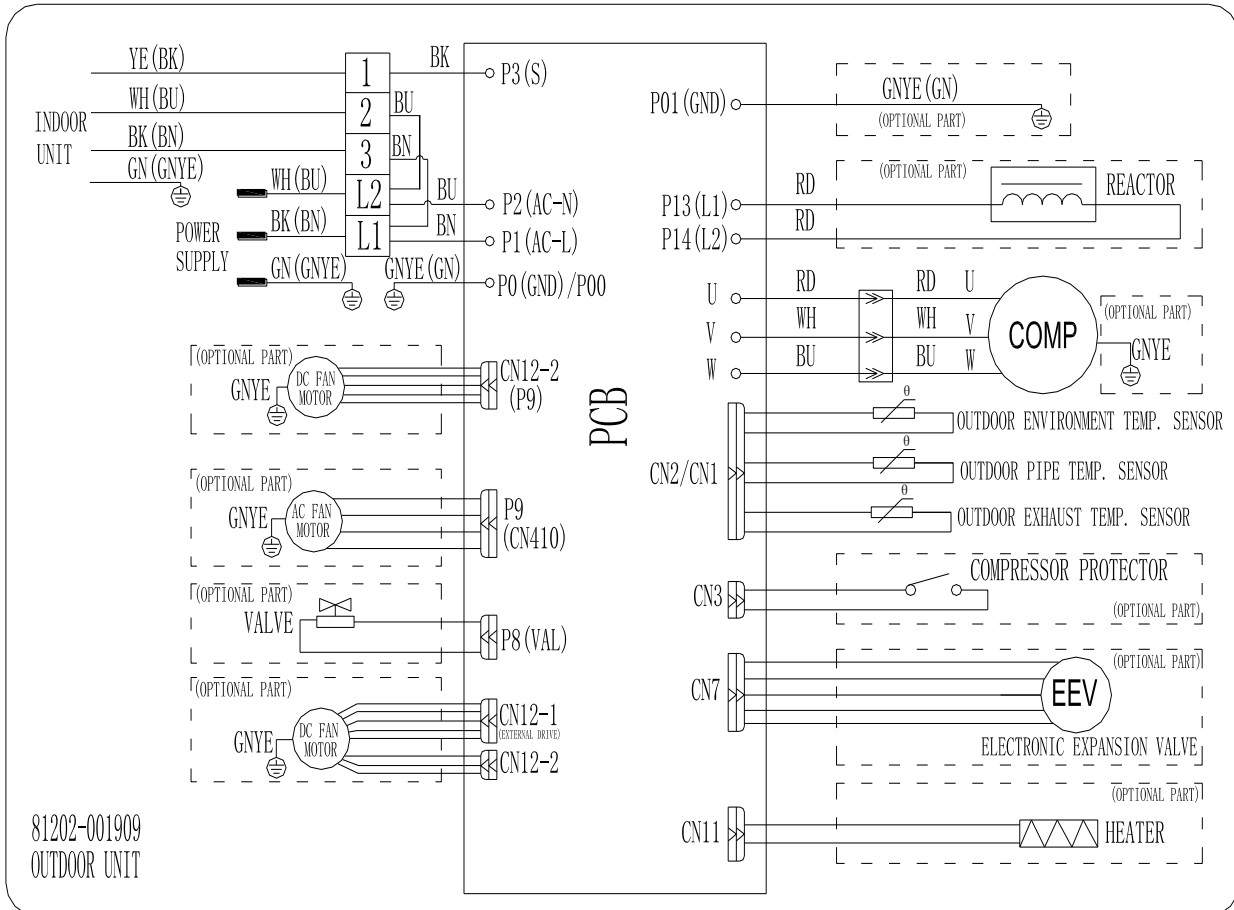 YE(BK)
WH(BU)
BK(BN)
GN(GNYE)
INDOOR
UNIT
1
2
3
L2
L1
BK
BU
BN
BU
BN
WH(BU)
BK(BN)
GN(GNYE)
POWER
SUPPLY
GNYE(GN)
P3(S)
P2(AC-N)
P1(AC-L)
P0(GND)/P00
(OPTIONAL PART)
GNYE
DC FAN
MOTOR
CN12-2
(P9)
(OPTIONAL PART)
GNYE
AC FAN
MOTOR
P9
(CN410)
(OPTIONAL PART)
VALVE
P8(VAL)
(OPTIONAL PART)
GNYE
DC FAN
MOTOR
CN12-1
(EXTERNAL DRIVE)
CN12-2
81202-001909
OUTDOOR UNIT
PCB
P01(GND)
GNYE(GN)
(OPTIONAL PART)
(OPTIONAL PART)
P13(L1)
RD
REACTOR
P14(L2)
RD
U
RD
RD
U
V
WH
WH
V
W
BU
BU
W
COMP
(OPTIONAL PART)
GNYE
CN2/CN1
θ
OUTDOOR ENVIRONMENT TEMP. SENSOR
θ
OUTDOOR PIPE TEMP. SENSOR
θ
OUTDOOR EXHAUST TEMP. SENSOR
CN3
COMPRESSOR PROTECTOR
(OPTIONAL PART)
CN7
(OPTIONAL PART)
EEV
ELECTRONIC EXPANSION VALVE
(OPTIONAL PART)
CN11
HEATER